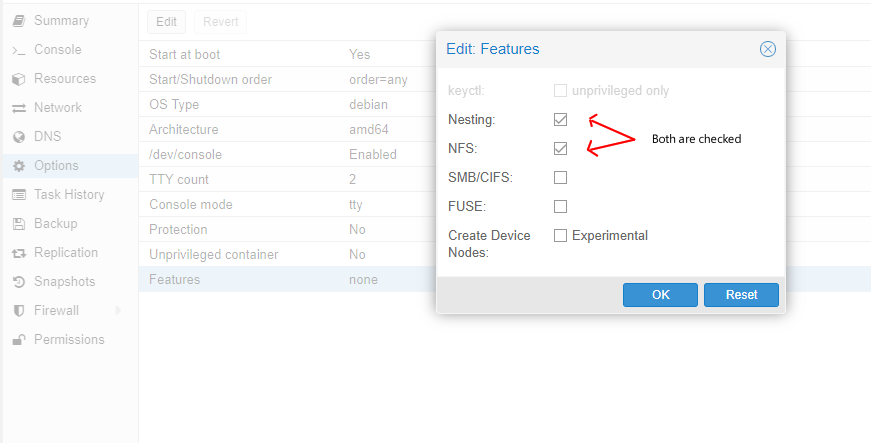 Summary
Console
Resources
Network
DNS
Options
Task History
Backup
Replication
Snapshots
Firewall
Permissions
Edit Revert
Start at boot Yes
Start/Shutdown order order=any
OS Type debian
Architecture amd64
/dev/console Enabled
TTY count 2
Console mode tty
Protection No
Unprivileged container No
Features none
Edit: Features
keyctl: unprivileged only
Nesting:
NFS:
Both are checked
SMB/CIFS:
FUSE:
Create Device Experimental
Nodes:
OK Reset